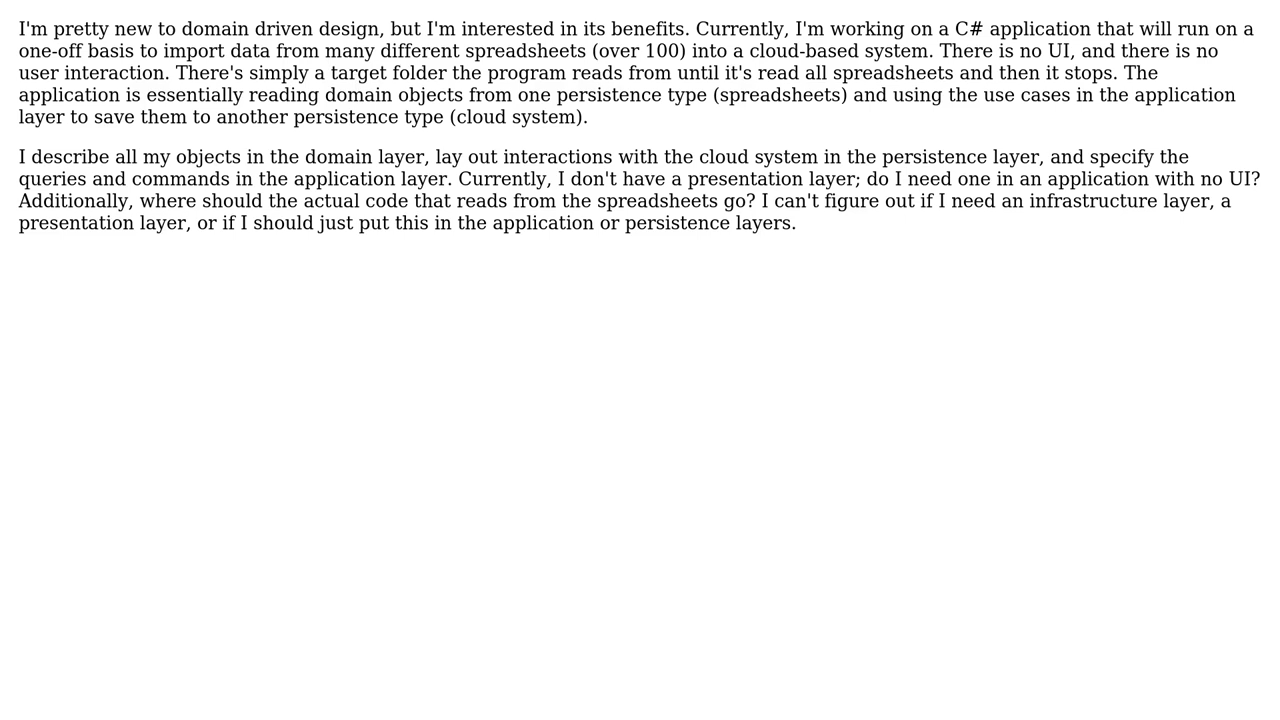 I'm pretty new to domain driven design, but I'm interested in its benefits. Currently, I'm working on a C# application that will run on a
one-off basis to import data from many different spreadsheets (over 100) into a cloud-based system. There is no UI, and there is no
user interaction. There's simply a target folder the program reads from until it's read all spreadsheets and then it stops. The
application is essentially reading domain objects from one persistence type (spreadsheets) and using the use cases in the application
layer to save them to another persistence type (cloud system).
I describe all my objects in the domain layer, lay out interactions with the cloud system in the persistence layer, and specify the
queries and commands in the application layer. Currently, I don't have a presentation layer; do I need one in an application with no UI?
Additionally, where should the actual code that reads from the spreadsheets go? I can't figure out if I need an infrastructure layer, a
presentation layer, or if I should just put this in the application or persistence layers.